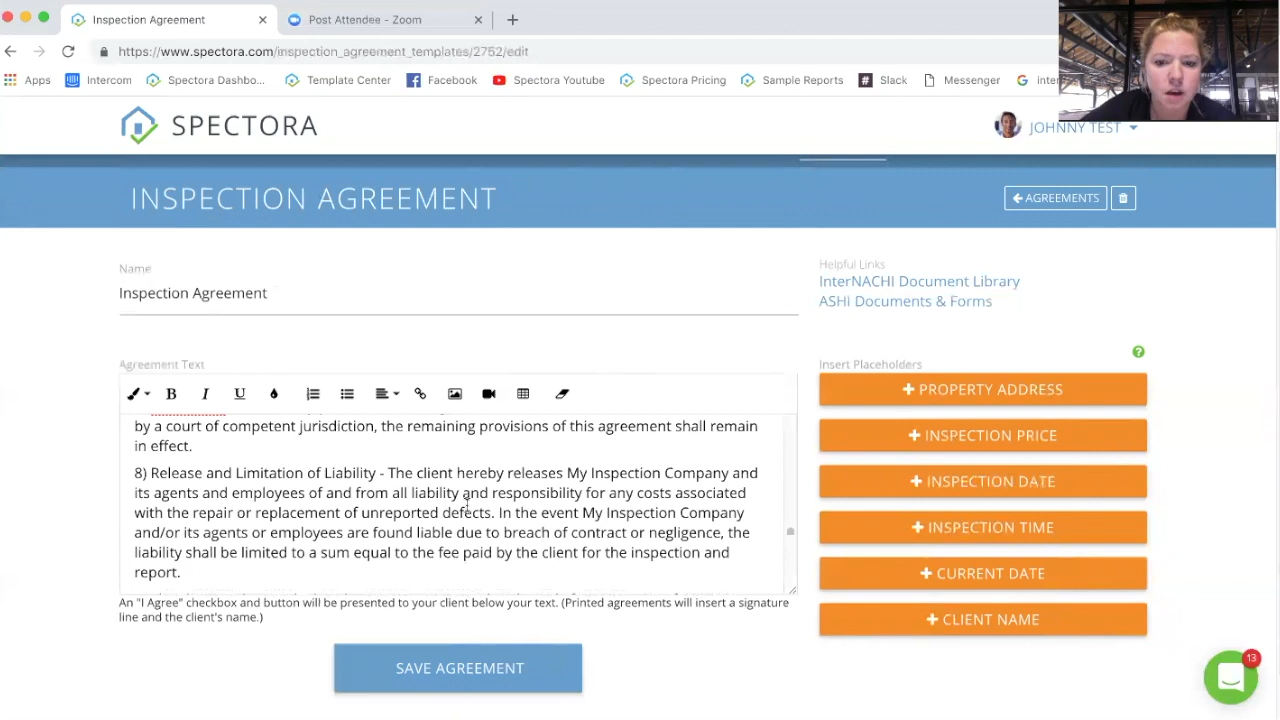 Inspection Agreement
Post Attendee - Zoom
https://www.spectora.com/inspection_agreement_templates/2752/edit
Apps
Intercom
Spectora Dashbo...
Template Center
Facebook
Spectora Youtube
Spectora Pricing
Sample Reports
Slack
Messenger
SPECTORA
JOHNNY TEST
INSPECTION AGREEMENT
AGREEMENTS
Name
Inspection Agreement
Helpful Links
InterNACHI Document Library
ASHI Documents & Forms
Agreement Text
Insert Placeholders
B I U
by a court of competent jurisdiction, the remaining provisions of this agreement shall remain
in effect.
8) Release and Limitation of Liability - The client hereby releases My Inspection Company and
its agents and employees of and from all liability and responsibility for any costs associated
with the repair or replacement of unreported defects. In the event My Inspection Company
and/or its agents or employees are found liable due to breach of contract or negligence, the
liability shall be limited to a sum equal to the fee paid by the client for the inspection and
report.
An "I Agree" checkbox and button will be presented to your client below your text. (Printed agreements will insert a signature
line and the client's name.)
SAVE AGREEMENT
+ PROPERTY ADDRESS
+ INSPECTION PRICE
+ INSPECTION DATE
+ INSPECTION TIME
+ CURRENT DATE
+ CLIENT NAME
13